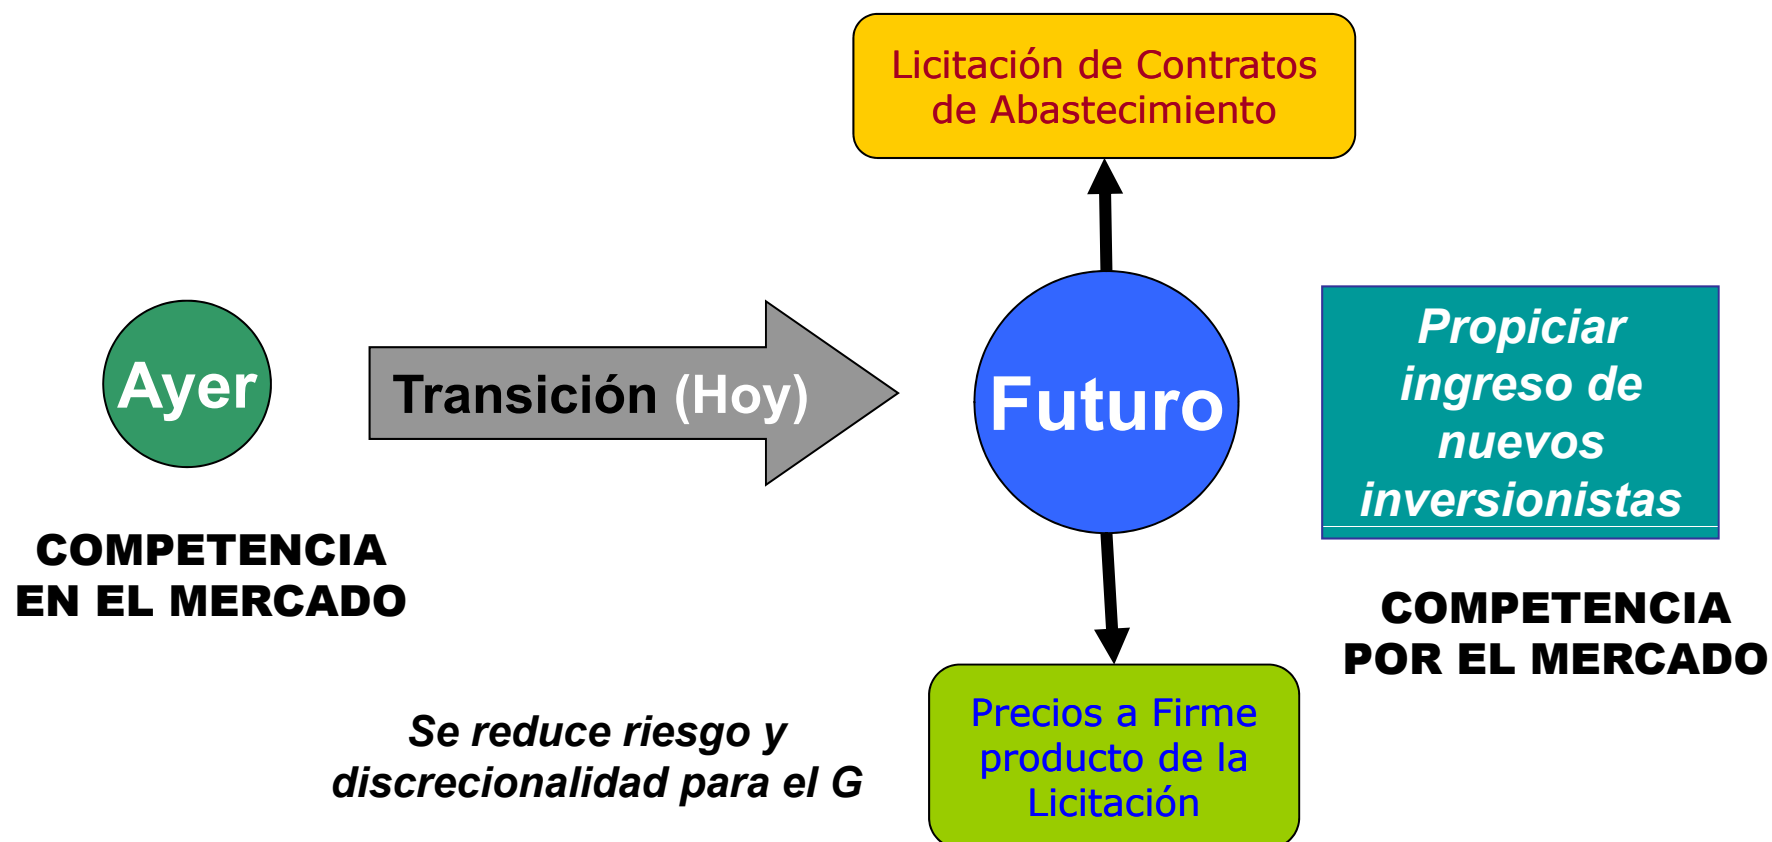 Licitación de Contratos
de Abastecimiento
Ayer
Transición (Hoy)
Futuro
Propiciar
ingreso de
nuevos
inversionistas
COMPETENCIA
EN EL MERCADO
COMPETENCIA
POR EL MERCADO
Se reduce riesgo y
discrecionalidad para el G
Precios a Firme
producto de la
Licitación